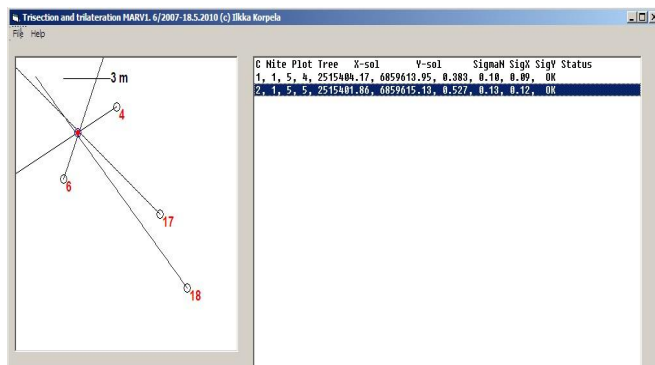 Trisection and trilateration MARV1. 6/2007-18.5.2010 (c) Ilkka Korpela
File Help
3 m
4
6
17
18
C Nite Plot Tree X-sol Y-sol SigmaN SigX SigY Status
1, 1, 5, 4, 2515404.17, 6859613.95, 0.383, 0.10, 0.09, OK
2, 1, 5, 5, 2515401.86, 6859615.13, 0.527, 0.13, 0.12, OK